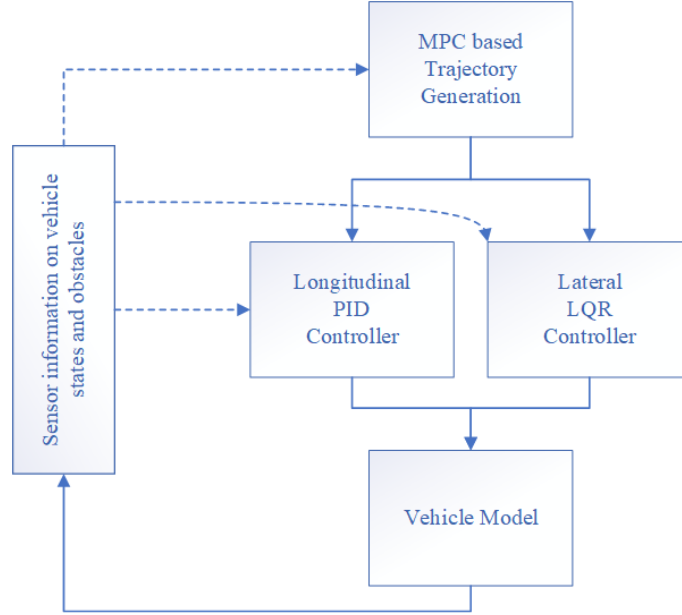 MPC based
Trajectory
Generation
Sensor information on vehicle
states and obstacles
Longitudinal
PID
Controller
Lateral
LQR
Controller
Vehicle Model